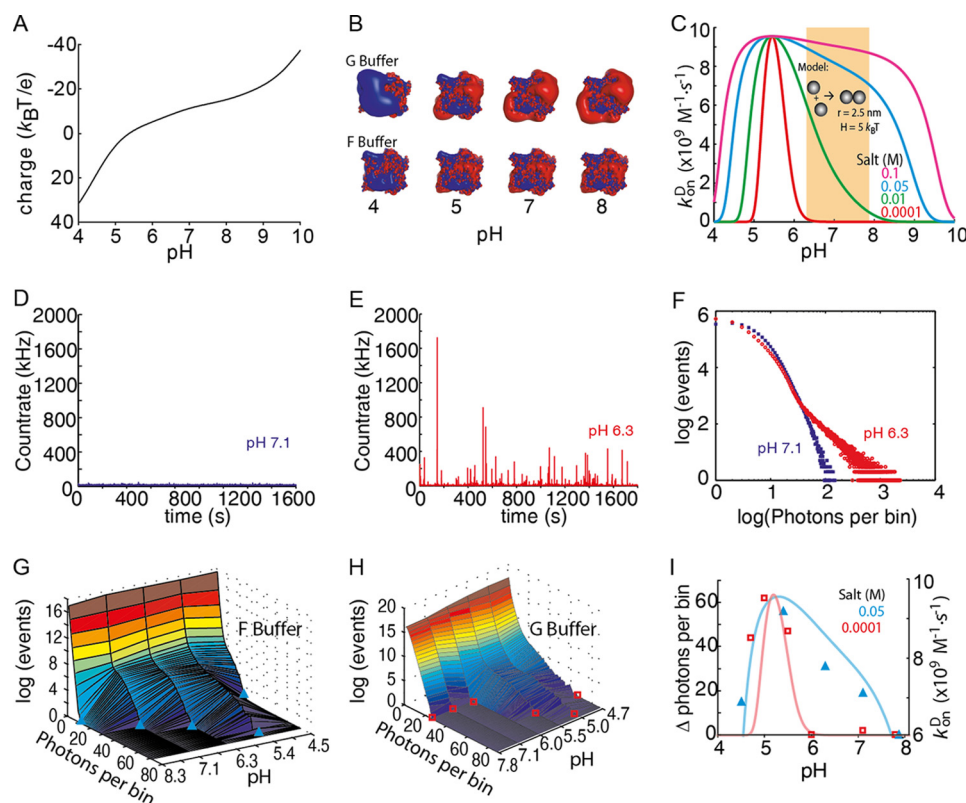 A
charge (kBT/e)
-40
-20
0
20
40
4 5 6 7 8 9 10
pH
B
G Buffer
F Buffer
4 5 7 8
pH
C
k^D_on (x10^9 M^-1·s^-1)
10
8
6
4
2
0
Model:
+ →
r = 2.5 nm
H = 5 kBT
Salt (M)
0.1
0.05
0.01
0.0001
4 5 6 7 8 9 10
pH
D
Countrate (kHz)
2000
1600
1200
800
400
0
pH 7.1
0 400 800 1200 1600
time (s)
E
Countrate (kHz)
2000
1600
1200
800
400
0
pH 6.3
0 400 800 1200 1600
time (s)
F
log (events)
6
4
2
0
pH 7.1
pH 6.3
0 1 2 3 4
log(Photons per bin)
G
log (events)
16
12
8
4
0
F Buffer
0 20 40 60 80
Photons per bin
8.3 7.1 6.3 5.4 4.5
pH
H
log (events)
20
15
10
5
0
G Buffer
0 20 40 60 80
Photons per bin
7.8 7.1 6.0 5.5 5.0 4.7
pH
I
Δ photons per bin
60
40
20
0
Salt (M)
0.05
0.0001
10
9
8
7
6
k^D_on (x10^9 M^-1·s^-1)
4 5 6 7 8
pH